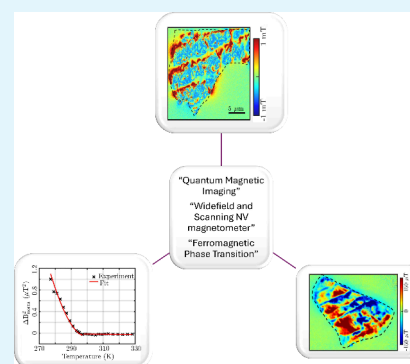 1 mT
-1 mT
5 μm
"Quantum Magnetic
Imaging"
"Widefield and
Scanning NV
magnetometer"
"Ferromagnetic
Phase Transition"
1.2
0.8
0.4
0
Experiment
Fit
270 290 310 330
Temperature (K)